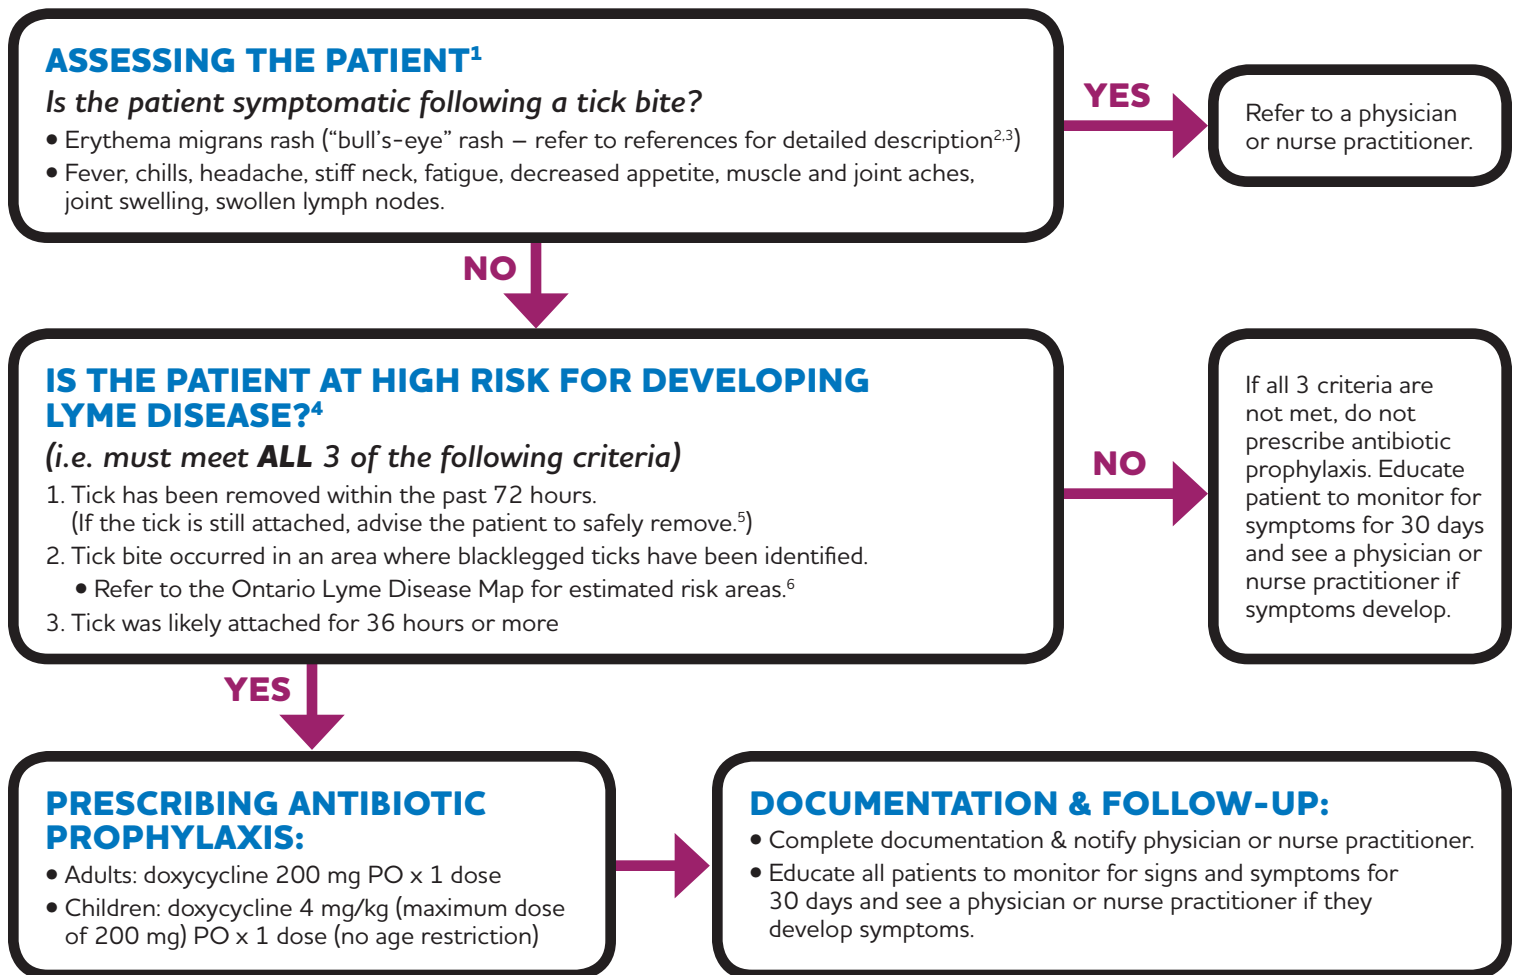 ASSESSING THE PATIENT¹
Is the patient symptomatic following a tick bite?
• Erythema migrans rash (“bull's-eye” rash – refer to references for detailed description²,³)
• Fever, chills, headache, stiff neck, fatigue, decreased appetite, muscle and joint aches,
joint swelling, swollen lymph nodes.
YES
Refer to a physician
or nurse practitioner.
NO
IS THE PATIENT AT HIGH RISK FOR DEVELOPING
LYME DISEASE?⁴
(i.e. must meet ALL 3 of the following criteria)
1. Tick has been removed within the past 72 hours.
(If the tick is still attached, advise the patient to safely remove.⁵)
2. Tick bite occurred in an area where blacklegged ticks have been identified.
• Refer to the Ontario Lyme Disease Map for estimated risk areas.⁶
3. Tick was likely attached for 36 hours or more
NO
If all 3 criteria are
not met, do not
prescribe antibiotic
prophylaxis. Educate
patient to monitor for
symptoms for 30 days
and see a physician or
nurse practitioner if
symptoms develop.
YES
PRESCRIBING ANTIBIOTIC
PROPHYLAXIS:
• Adults: doxycycline 200 mg PO x 1 dose
• Children: doxycycline 4 mg/kg (maximum dose
of 200 mg) PO x 1 dose (no age restriction)
DOCUMENTATION & FOLLOW-UP:
• Complete documentation & notify physician or nurse practitioner.
• Educate all patients to monitor for signs and symptoms for
30 days and see a physician or nurse practitioner if they
develop symptoms.